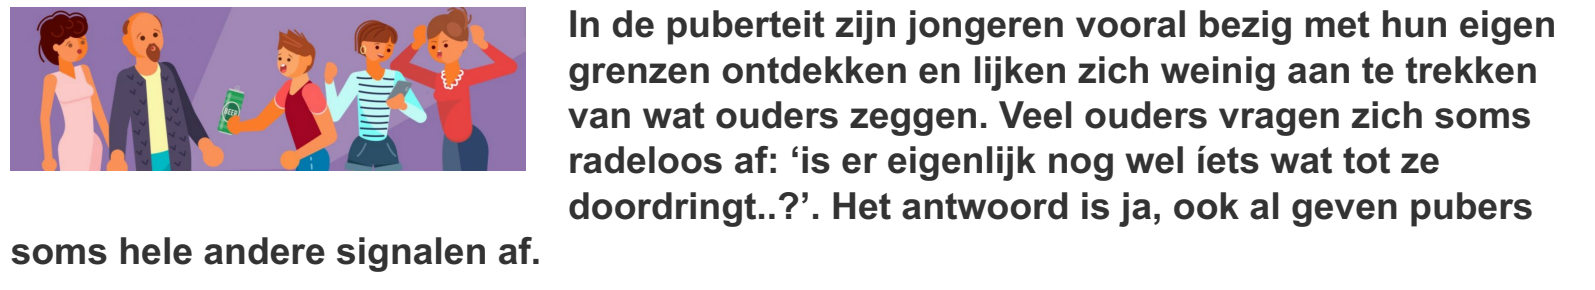 BEER
In de puberteit zijn jongeren vooral bezig met hun eigen
grenzen ontdekken en lijken zich weinig aan te trekken
van wat ouders zeggen. Veel ouders vragen zich soms
radeloos af: ‘is er eigenlijk nog wel íets wat tot ze
doordringt..?’. Het antwoord is ja, ook al geven pubers
soms hele andere signalen af.